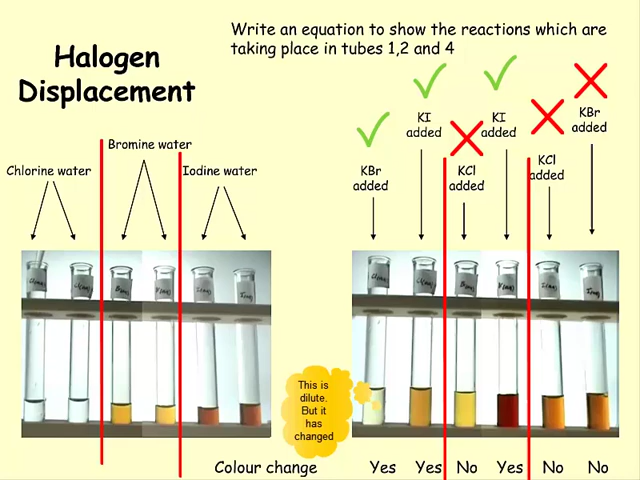 Write an equation to show the reactions which are
taking place in tubes 1,2 and 4
Halogen
Displacement
Chlorine water
Bromine water
Iodine water
KBr
added
KI
added
KCl
added
KI
added
KCl
added
KBr
added
This is
dilute.
But it
has
changed
Colour change
Yes
Yes
No
Yes
No
No